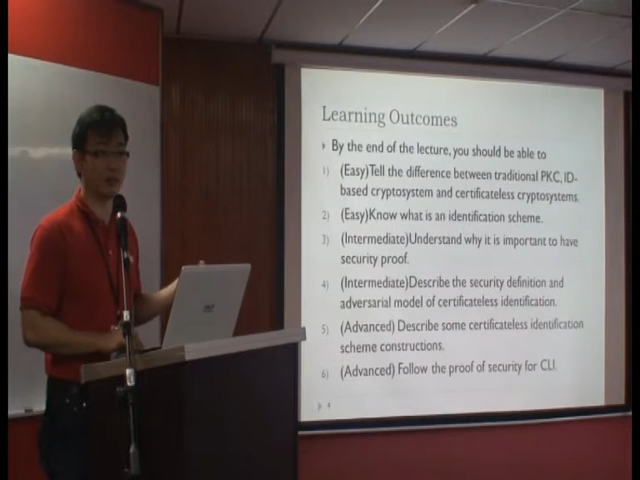 Learning Outcomes
By the end of the lecture, you should be able to
1) (Easy)Tell the difference between traditional PKC, ID-
based cryptosystem and certificateless cryptosystems.
2) (Easy)Know what is an identification scheme.
3) (Intermediate)Understand why it is important to have
security proof.
4) (Intermediate)Describe the security definition and
adversarial model of certificateless identification.
5) (Advanced) Describe some certificateless identification
scheme constructions.
6) (Advanced) Follow the proof of security for CLI.
4